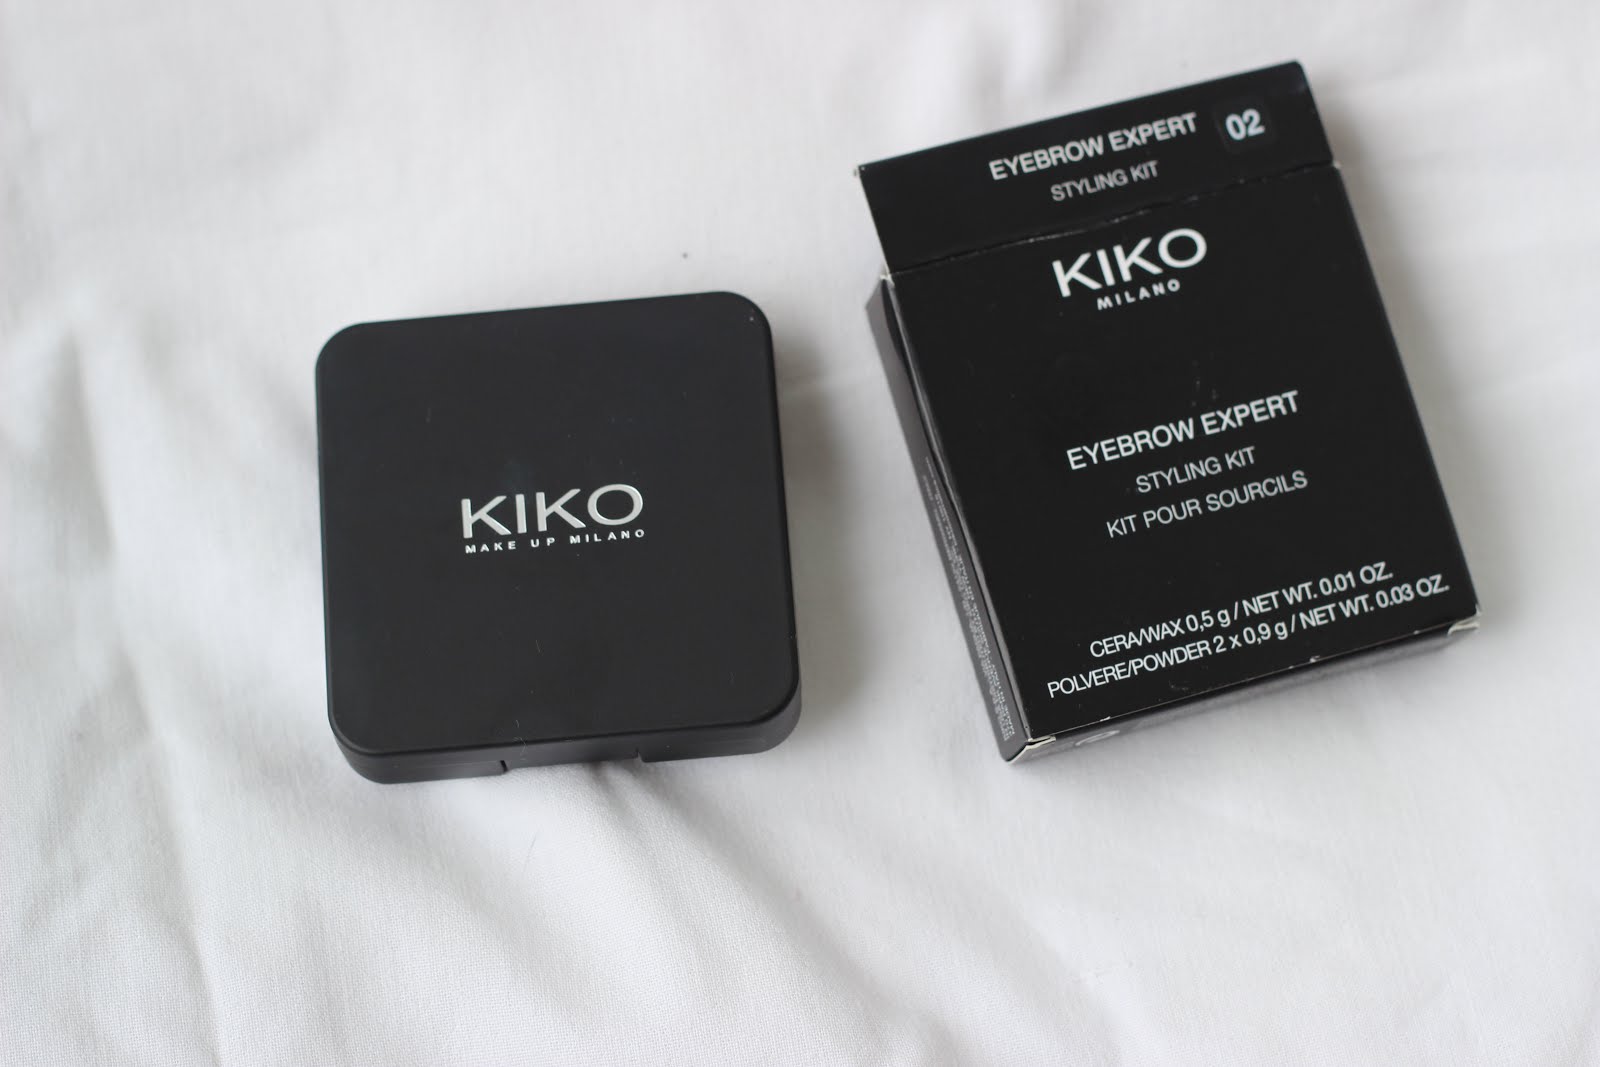 KIKO
MAKE UP MILANO
EYEBROW EXPERT 02
STYLING KIT
KIKO
MILANO
EYEBROW EXPERT
STYLING KIT
KIT POUR SOURCILS
CERA/WAX 0,5 g / NET WT. 0.01 OZ.
POLVERE/POWDER 2 x 0,9 g / NET WT. 0.03 OZ.